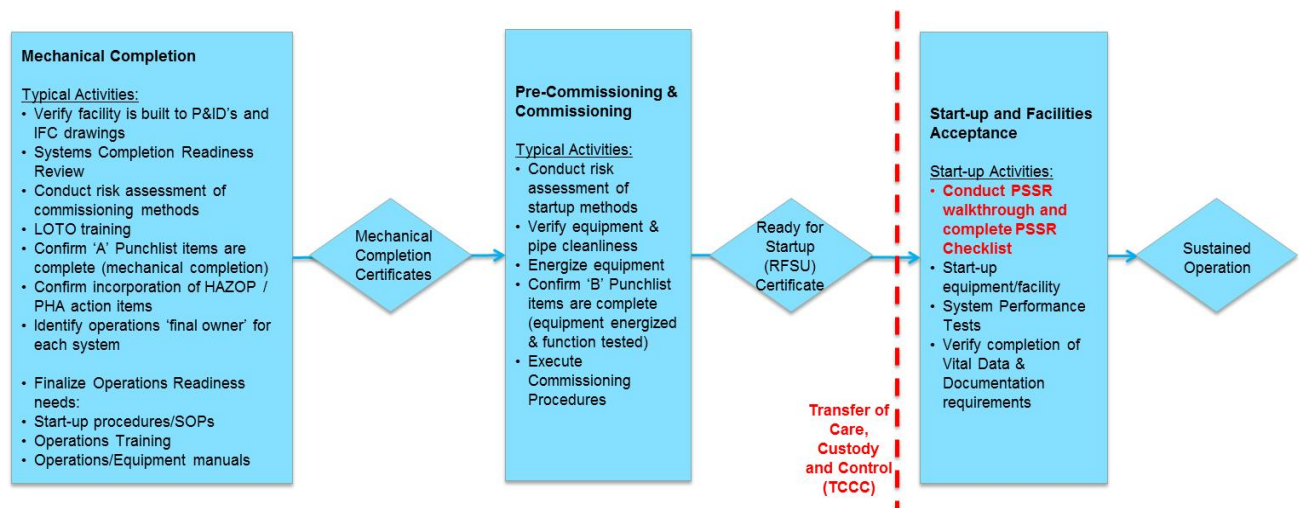 Mechanical Completion
Typical Activities:
• Verify facility is built to P&ID's and
IFC drawings
• Systems Completion Readiness
Review
• Conduct risk assessment of
commissioning methods
• LOTO training
• Confirm 'A' Punchlist items are
complete (mechanical completion)
• Confirm incorporation of HAZOP /
PHA action items
• Identify operations 'final owner' for
each system
• Finalize Operations Readiness
needs:
• Start-up procedures/SOPs
• Operations Training
• Operations/Equipment manuals
Mechanical
Completion
Certificates
Pre-Commissioning &
Commissioning
Typical Activities:
• Conduct risk
assessment of
startup methods
• Verify equipment &
pipe cleanliness
• Energize equipment
• Confirm 'B' Punchlist
items are complete
(equipment energized
& function tested)
• Execute
Commissioning
Procedures
Ready for
Startup
(RFSU)
Certificate
Transfer of
Care,
Custody
and Control
(TCCC)
Start-up and Facilities
Acceptance
Start-up Activities:
• Conduct PSSR
walkthrough and
complete PSSR
Checklist
• Start-up
equipment/facility
• System Performance
Tests
• Verify completion of
Vital Data &
Documentation
requirements
Sustained
Operation